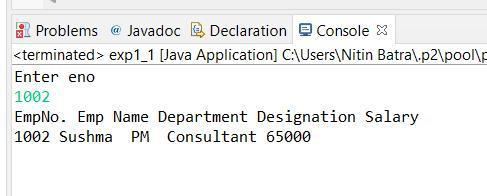 Problems @ Javadoc Declaration Console
<terminated> exp1_1 [Java Application] C:\Users\Nitin Batra\.p2\pool\p
Enter eno
1002
EmpNo. Emp Name Department Designation Salary
1002 Sushma PM Consultant 65000